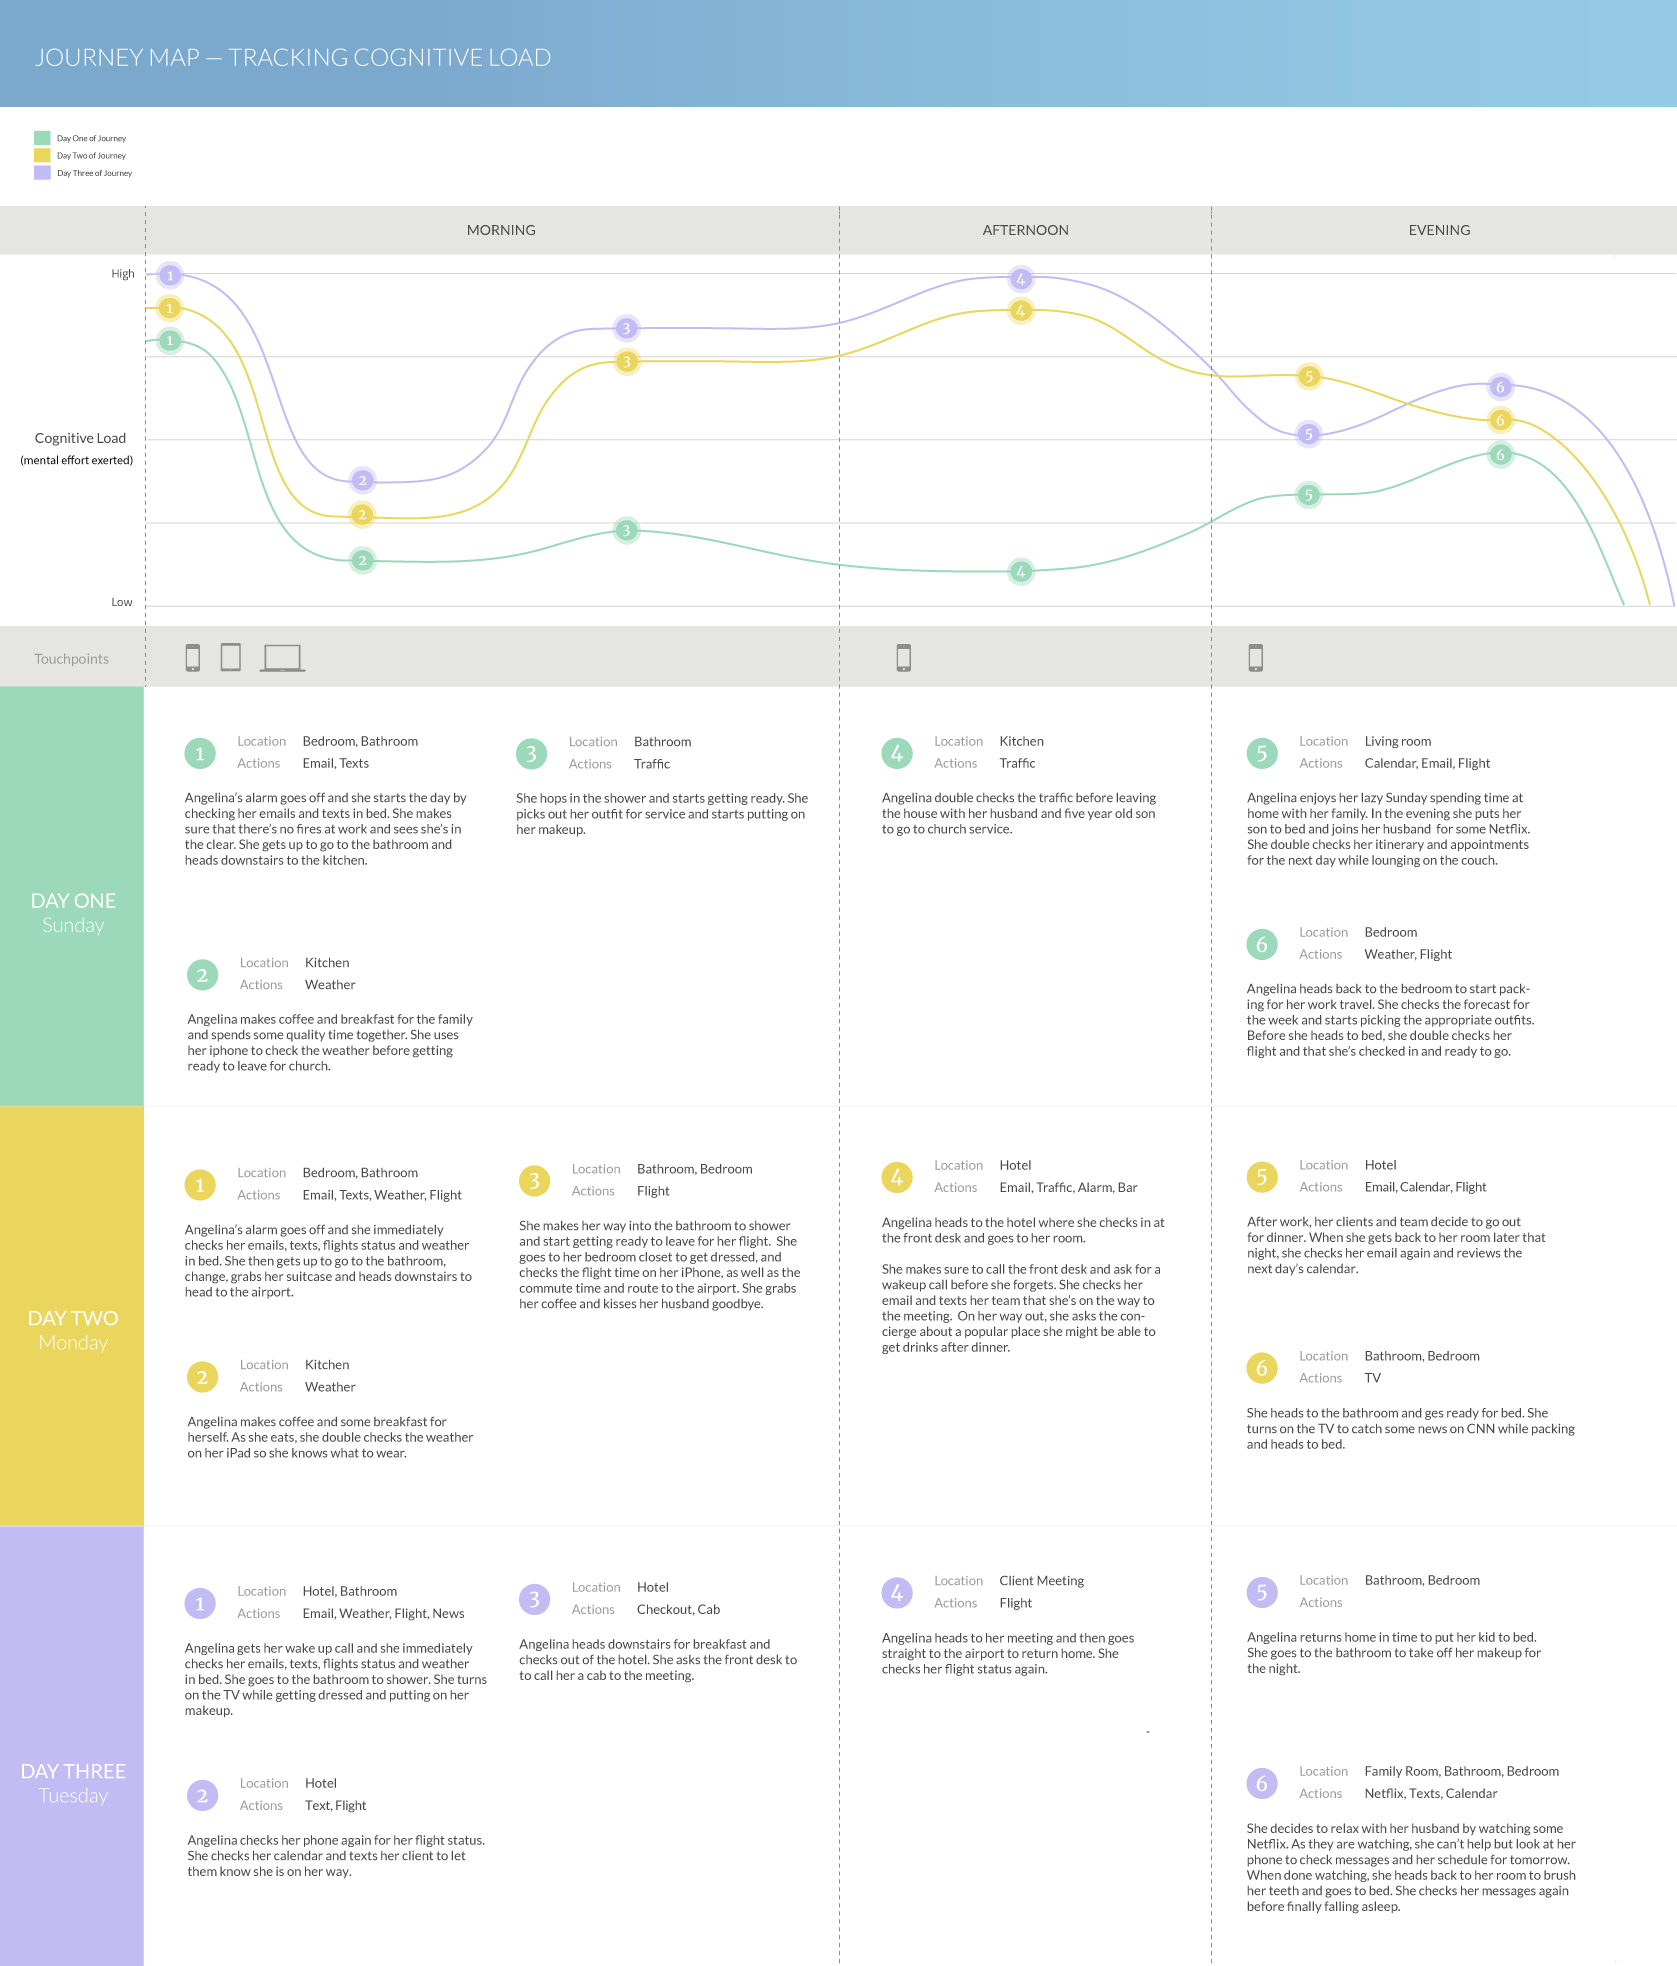 JOURNEY MAP — TRACKING COGNITIVE LOAD
Day One of Journey
Day Two of Journey
Day Three of Journey
MORNING
AFTERNOON
EVENING
High
Cognitive Load
(mental effort exerted)
Low
1
1
1
2
2
2
3
3
3
4
4
4
5
5
5
6
6
6
Touchpoints
DAY ONE
Sunday
1
Location Bedroom, Bathroom
Actions Email, Texts
Angelina's alarm goes off and she starts the day by
checking her emails and texts in bed. She makes
sure that there's no fires at work and sees she's in
the clear. She gets up to go to the bathroom and
heads downstairs to the kitchen.
2
Location Kitchen
Actions Weather
Angelina makes coffee and breakfast for the family
and spends some quality time together. She uses
her iphone to check the weather before getting
ready to leave for church.
3
Location Bathroom
Actions Traffic
She hops in the shower and starts getting ready. She
picks out her outfit for service and starts putting on
her makeup.
4
Location Kitchen
Actions Traffic
Angelina double checks the traffic before leaving
the house with her husband and five year old son
to go to church service.
5
Location Living room
Actions Calendar, Email, Flight
Angelina enjoys her lazy Sunday spending time at
home with her family. In the evening she puts her
son to bed and joins her husband for some Netflix.
She double checks her itinerary and appointments
for the next day while lounging on the couch.
6
Location Bedroom
Actions Weather, Flight
Angelina heads back to the bedroom to start pack-
ing for her work travel. She checks the forecast for
the week and starts picking the appropriate outfits.
Before she heads to bed, she double checks her
flight and that she's checked in and ready to go.
DAY TWO
Monday
1
Location Bedroom, Bathroom
Actions Email, Texts, Weather, Flight
Angelina's alarm goes off and she immediately
checks her emails, texts, flights status and weather
in bed. She then gets up to go to the bathroom,
change, grabs her suitcase and heads downstairs to
head to the airport.
2
Location Kitchen
Actions Weather
Angelina makes coffee and some breakfast for
herself. As she eats, she double checks the weather
on her iPad so she knows what to wear.
3
Location Bathroom, Bedroom
Actions Flight
She makes her way into the bathroom to shower
and start getting ready to leave for her flight. She
goes to her bedroom closet to get dressed, and
checks the flight time on her iPhone, as well as the
commute time and route to the airport. She grabs
her coffee and kisses her husband goodbye.
4
Location Hotel
Actions Email, Traffic, Alarm, Bar
Angelina heads to the hotel where she checks in at
the front desk and goes to her room.
She makes sure to call the front desk and ask for a
wakeup call before she forgets. She checks her
email and texts her team that she's on the way to
the meeting. On her way out, she asks the con-
cierge about a popular place she might be able to
get drinks after dinner.
5
Location Hotel
Actions Email, Calendar, Flight
After work, her clients and team decide to go out
for dinner. When she gets back to her room later that
night, she checks her email again and reviews the
next day's calendar.
6
Location Bathroom, Bedroom
Actions TV
She heads to the bathroom and ges ready for bed. She
turns on the TV to catch some news on CNN while packing
and heads to bed.
DAY THREE
Tuesday
1
Location Hotel, Bathroom
Actions Email, Weather, Flight, News
Angelina gets her wake up call and she immediately
checks her emails, texts, flights status and weather
in bed. She goes to the bathroom to shower. She turns
on the TV while getting dressed and putting on her
makeup.
2
Location Hotel
Actions Text, Flight
Angelina checks her phone again for her flight status.
She checks her calendar and texts her client to let
them know she is on her way.
3
Location Hotel
Actions Checkout, Cab
Angelina heads downstairs for breakfast and
checks out of the hotel. She asks the front desk to
to call her a cab to the meeting.
4
Location Client Meeting
Actions Flight
Angelina heads to her meeting and then goes
straight to the airport to return home. She
checks her flight status again.
-
5
Location Bathroom, Bedroom
Actions
Angelina returns home in time to put her kid to bed.
She goes to the bathroom to take off her makeup for
the night.
6
Location Family Room, Bathroom, Bedroom
Actions Netflix, Texts, Calendar
She decides to relax with her husband by watching some
Netflix. As they are watching, she can't help but look at her
phone to check messages and her schedule for tomorrow.
When done watching, she heads back to her room to brush
her teeth and goes to bed. She checks her messages again
before finally falling asleep.